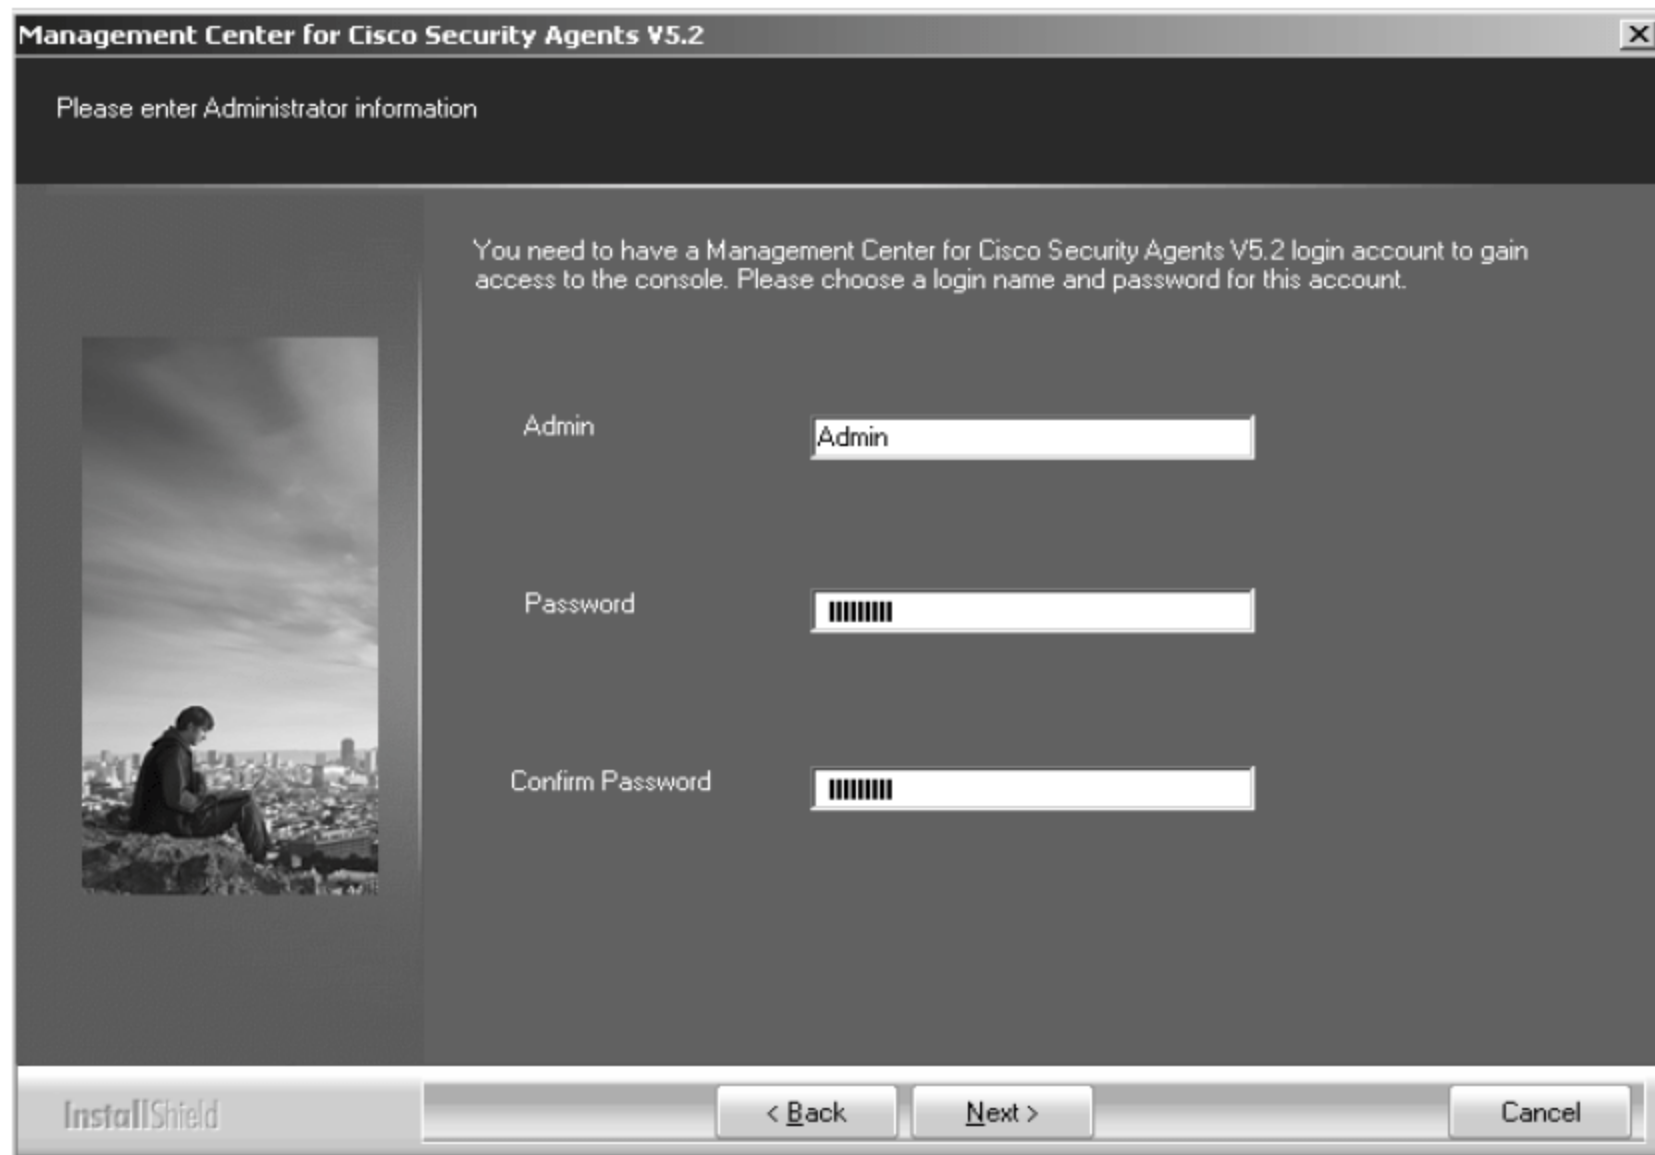 Management Center for Cisco Security Agents V5.2
Please enter Administrator information
You need to have a Management Center for Cisco Security Agents V5.2 login account to gain
access to the console. Please choose a login name and password for this account.
Admin
Admin
Password
Confirm Password
InstallShield
< Back
Next >
Cancel